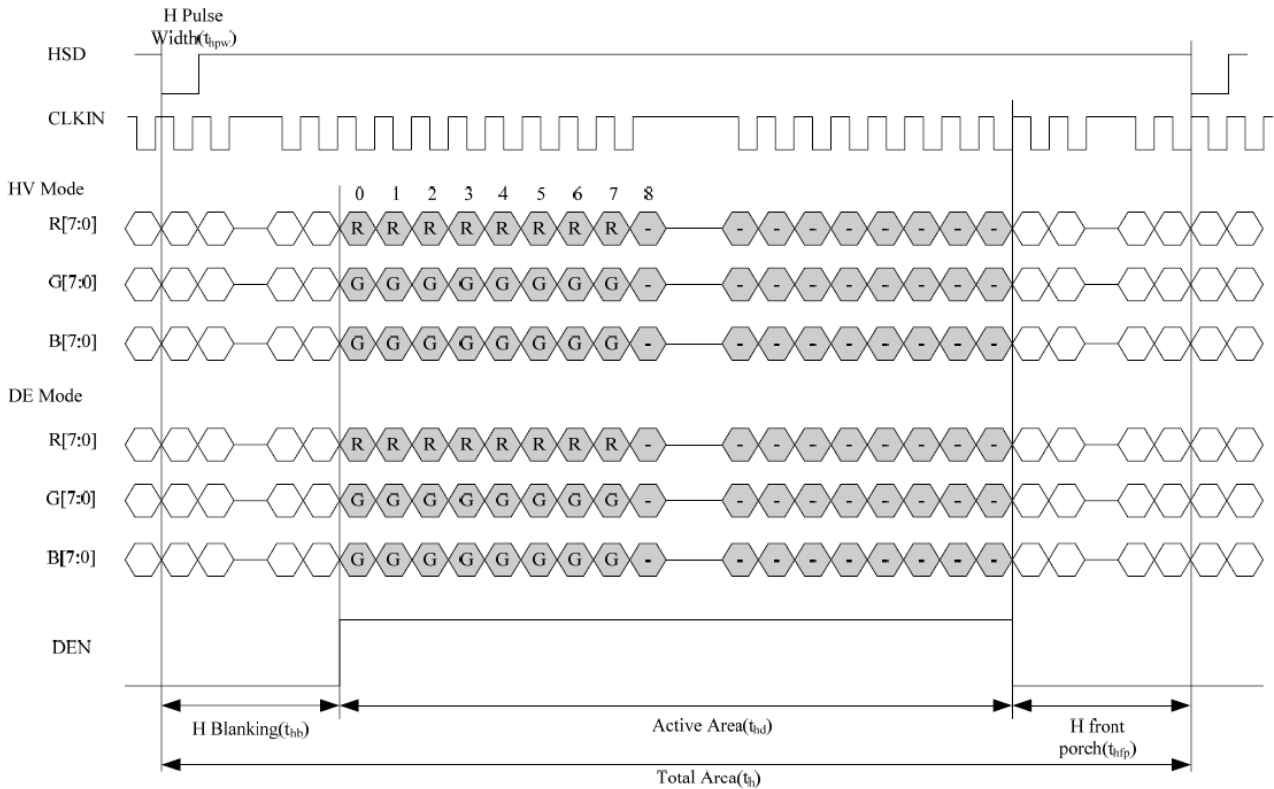 H Pulse
Width(thpw)
HSD
CLKIN
HV Mode
0 1 2 3 4 5 6 7 8
R[7:0]
R R R R R R R R - - - - - - - - -
G[7:0]
G G G G G G G G - - - - - - - - -
B[7:0]
G G G G G G G G - - - - - - - - -
DE Mode
R[7:0]
R R R R R R R R - - - - - - - - -
G[7:0]
G G G G G G G G - - - - - - - - -
B[7:0]
G G G G G G G G - - - - - - - - -
DEN
H Blanking(thb)
Active Area(thd)
H front
porch(thfp)
Total Area(th)